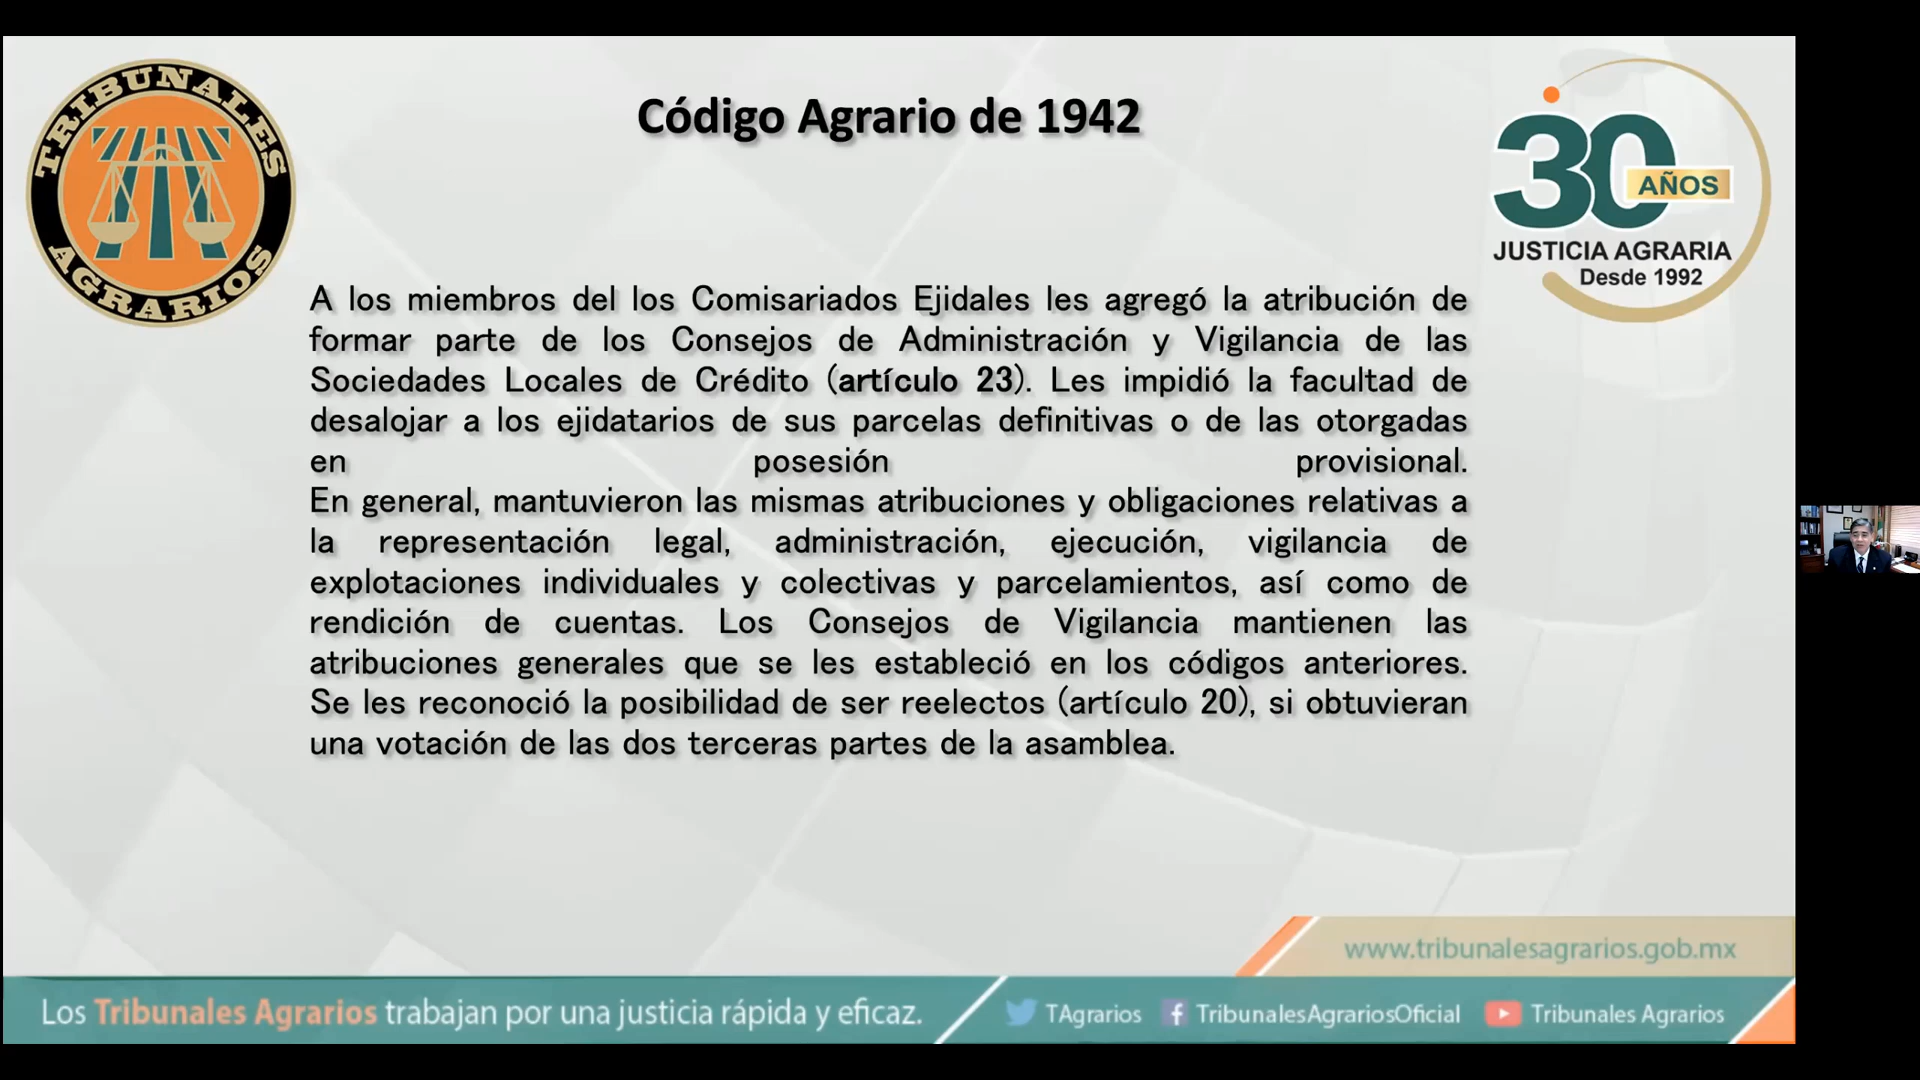 TRIBUNALES
AGRARIOS
Código Agrario de 1942
30
AÑOS
JUSTICIA AGRARIA
Desde 1992
A los miembros del los Comisariados Ejidales les agregó la atribución de
formar parte de los Consejos de Administración y Vigilancia de las
Sociedades Locales de Crédito (artículo 23). Les impidió la facultad de
desalojar a los ejidatarios de sus parcelas definitivas o de las otorgadas
en posesión provisional.
En general, mantuvieron las mismas atribuciones y obligaciones relativas a
la representación legal, administración, ejecución, vigilancia de
explotaciones individuales y colectivas y parcelamientos, así como de
rendición de cuentas. Los Consejos de Vigilancia mantienen las
atribuciones generales que se les estableció en los códigos anteriores.
Se les reconoció la posibilidad de ser reelectos (artículo 20), si obtuvieran
una votación de las dos terceras partes de la asamblea.
www.tribunalesagrarios.gob.mx
Los Tribunales Agrarios trabajan por una justicia rápida y eficaz.
TAgrarios
TribunalesAgrariosOficial
Tribunales Agrarios